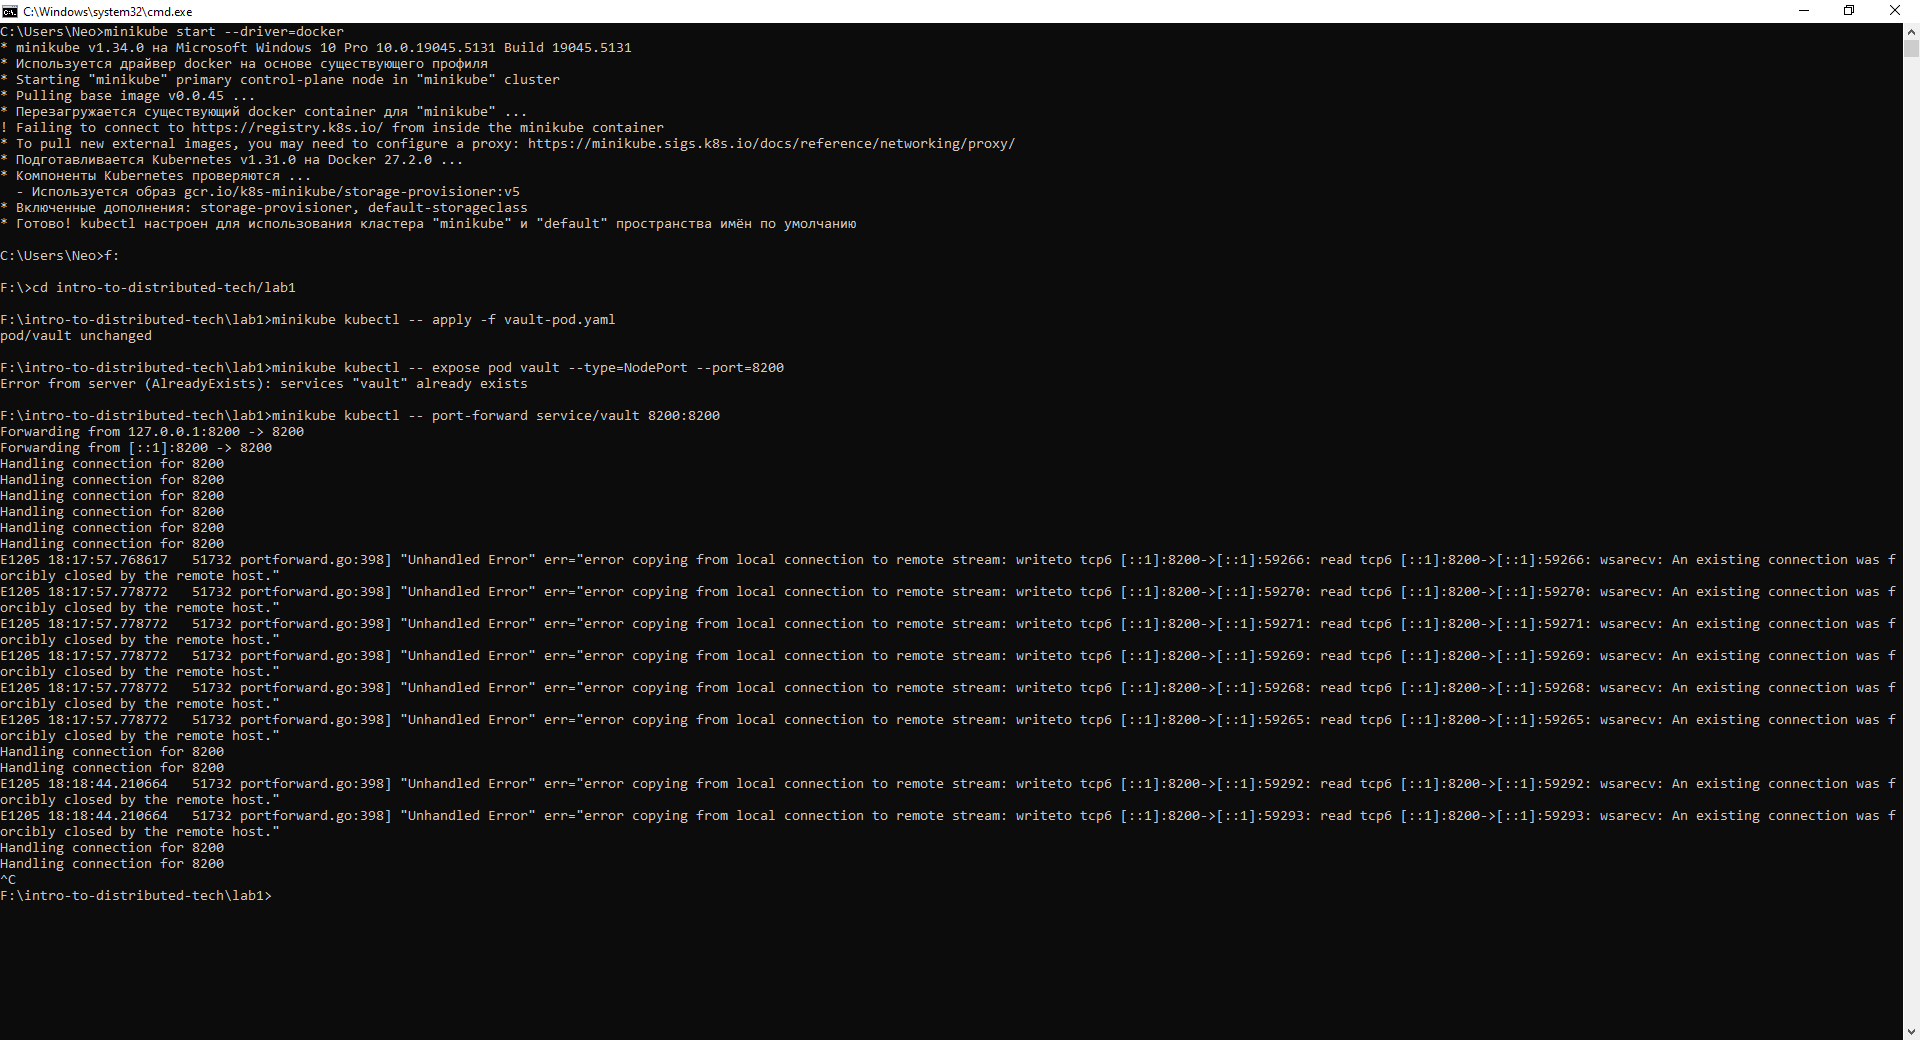 C:\Windows\system32\cmd.exe
C:\Users\Neo>minikube start --driver=docker
* minikube v1.34.0 на Microsoft Windows 10 Pro 10.0.19045.5131 Build 19045.5131
* Используется драйвер docker на основе существующего профиля
* Starting "minikube" primary control-plane node in "minikube" cluster
* Pulling base image v0.0.45 ...
* Перезагружается существующий docker container для "minikube" ...
! Failing to connect to https://registry.k8s.io/ from inside the minikube container
* To pull new external images, you may need to configure a proxy: https://minikube.sigs.k8s.io/docs/reference/networking/proxy/
* Подготавливается Kubernetes v1.31.0 на Docker 27.2.0 ...
* Компоненты Kubernetes проверяются ...
  - Используется образ gcr.io/k8s-minikube/storage-provisioner:v5
* Включенные дополнения: storage-provisioner, default-storageclass
* Готово! kubectl настроен для использования кластера "minikube" и "default" пространства имён по умолчанию
C:\Users\Neo>f:
F:\>cd intro-to-distributed-tech/lab1
F:\intro-to-distributed-tech\lab1>minikube kubectl -- apply -f vault-pod.yaml
pod/vault unchanged
F:\intro-to-distributed-tech\lab1>minikube kubectl -- expose pod vault --type=NodePort --port=8200
Error from server (AlreadyExists): services "vault" already exists
F:\intro-to-distributed-tech\lab1>minikube kubectl -- port-forward service/vault 8200:8200
Forwarding from 127.0.0.1:8200 -> 8200
Forwarding from [::1]:8200 -> 8200
Handling connection for 8200
Handling connection for 8200
Handling connection for 8200
Handling connection for 8200
Handling connection for 8200
Handling connection for 8200
E1205 18:17:57.768617   51732 portforward.go:398] "Unhandled Error" err="error copying from local connection to remote stream: writeto tcp6 [::1]:8200->[::1]:59266: read tcp6 [::1]:8200->[::1]:59266: wsarecv: An existing connection was f
orcibly closed by the remote host."
E1205 18:17:57.778772   51732 portforward.go:398] "Unhandled Error" err="error copying from local connection to remote stream: writeto tcp6 [::1]:8200->[::1]:59270: read tcp6 [::1]:8200->[::1]:59270: wsarecv: An existing connection was f
orcibly closed by the remote host."
E1205 18:17:57.778772   51732 portforward.go:398] "Unhandled Error" err="error copying from local connection to remote stream: writeto tcp6 [::1]:8200->[::1]:59271: read tcp6 [::1]:8200->[::1]:59271: wsarecv: An existing connection was f
orcibly closed by the remote host."
E1205 18:17:57.778772   51732 portforward.go:398] "Unhandled Error" err="error copying from local connection to remote stream: writeto tcp6 [::1]:8200->[::1]:59269: read tcp6 [::1]:8200->[::1]:59269: wsarecv: An existing connection was f
orcibly closed by the remote host."
E1205 18:17:57.778772   51732 portforward.go:398] "Unhandled Error" err="error copying from local connection to remote stream: writeto tcp6 [::1]:8200->[::1]:59268: read tcp6 [::1]:8200->[::1]:59268: wsarecv: An existing connection was f
orcibly closed by the remote host."
E1205 18:17:57.778772   51732 portforward.go:398] "Unhandled Error" err="error copying from local connection to remote stream: writeto tcp6 [::1]:8200->[::1]:59265: read tcp6 [::1]:8200->[::1]:59265: wsarecv: An existing connection was f
orcibly closed by the remote host."
Handling connection for 8200
Handling connection for 8200
E1205 18:18:44.210664   51732 portforward.go:398] "Unhandled Error" err="error copying from local connection to remote stream: writeto tcp6 [::1]:8200->[::1]:59292: read tcp6 [::1]:8200->[::1]:59292: wsarecv: An existing connection was f
orcibly closed by the remote host."
E1205 18:18:44.210664   51732 portforward.go:398] "Unhandled Error" err="error copying from local connection to remote stream: writeto tcp6 [::1]:8200->[::1]:59293: read tcp6 [::1]:8200->[::1]:59293: wsarecv: An existing connection was f
orcibly closed by the remote host."
Handling connection for 8200
Handling connection for 8200
^C
F:\intro-to-distributed-tech\lab1>